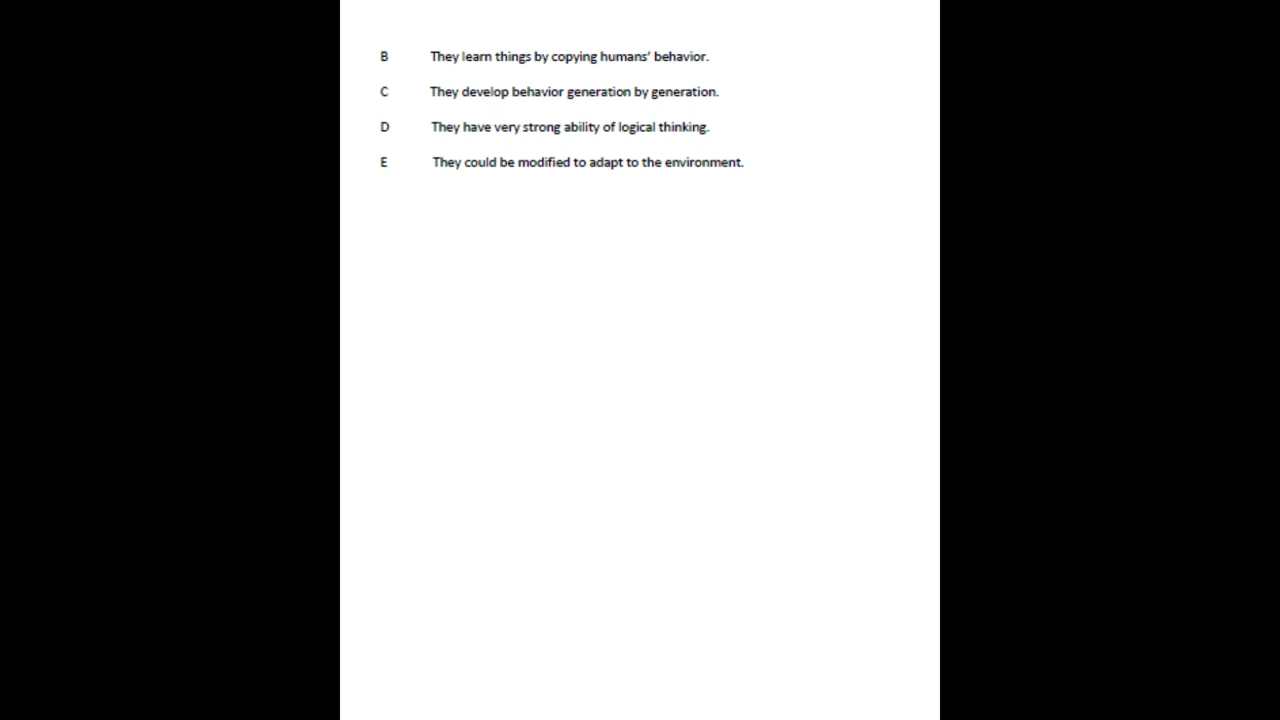 B They learn things by copying humans’ behavior.
C They develop behavior generation by generation.
D They have very strong ability of logical thinking.
E They could be modified to adapt to the environment.